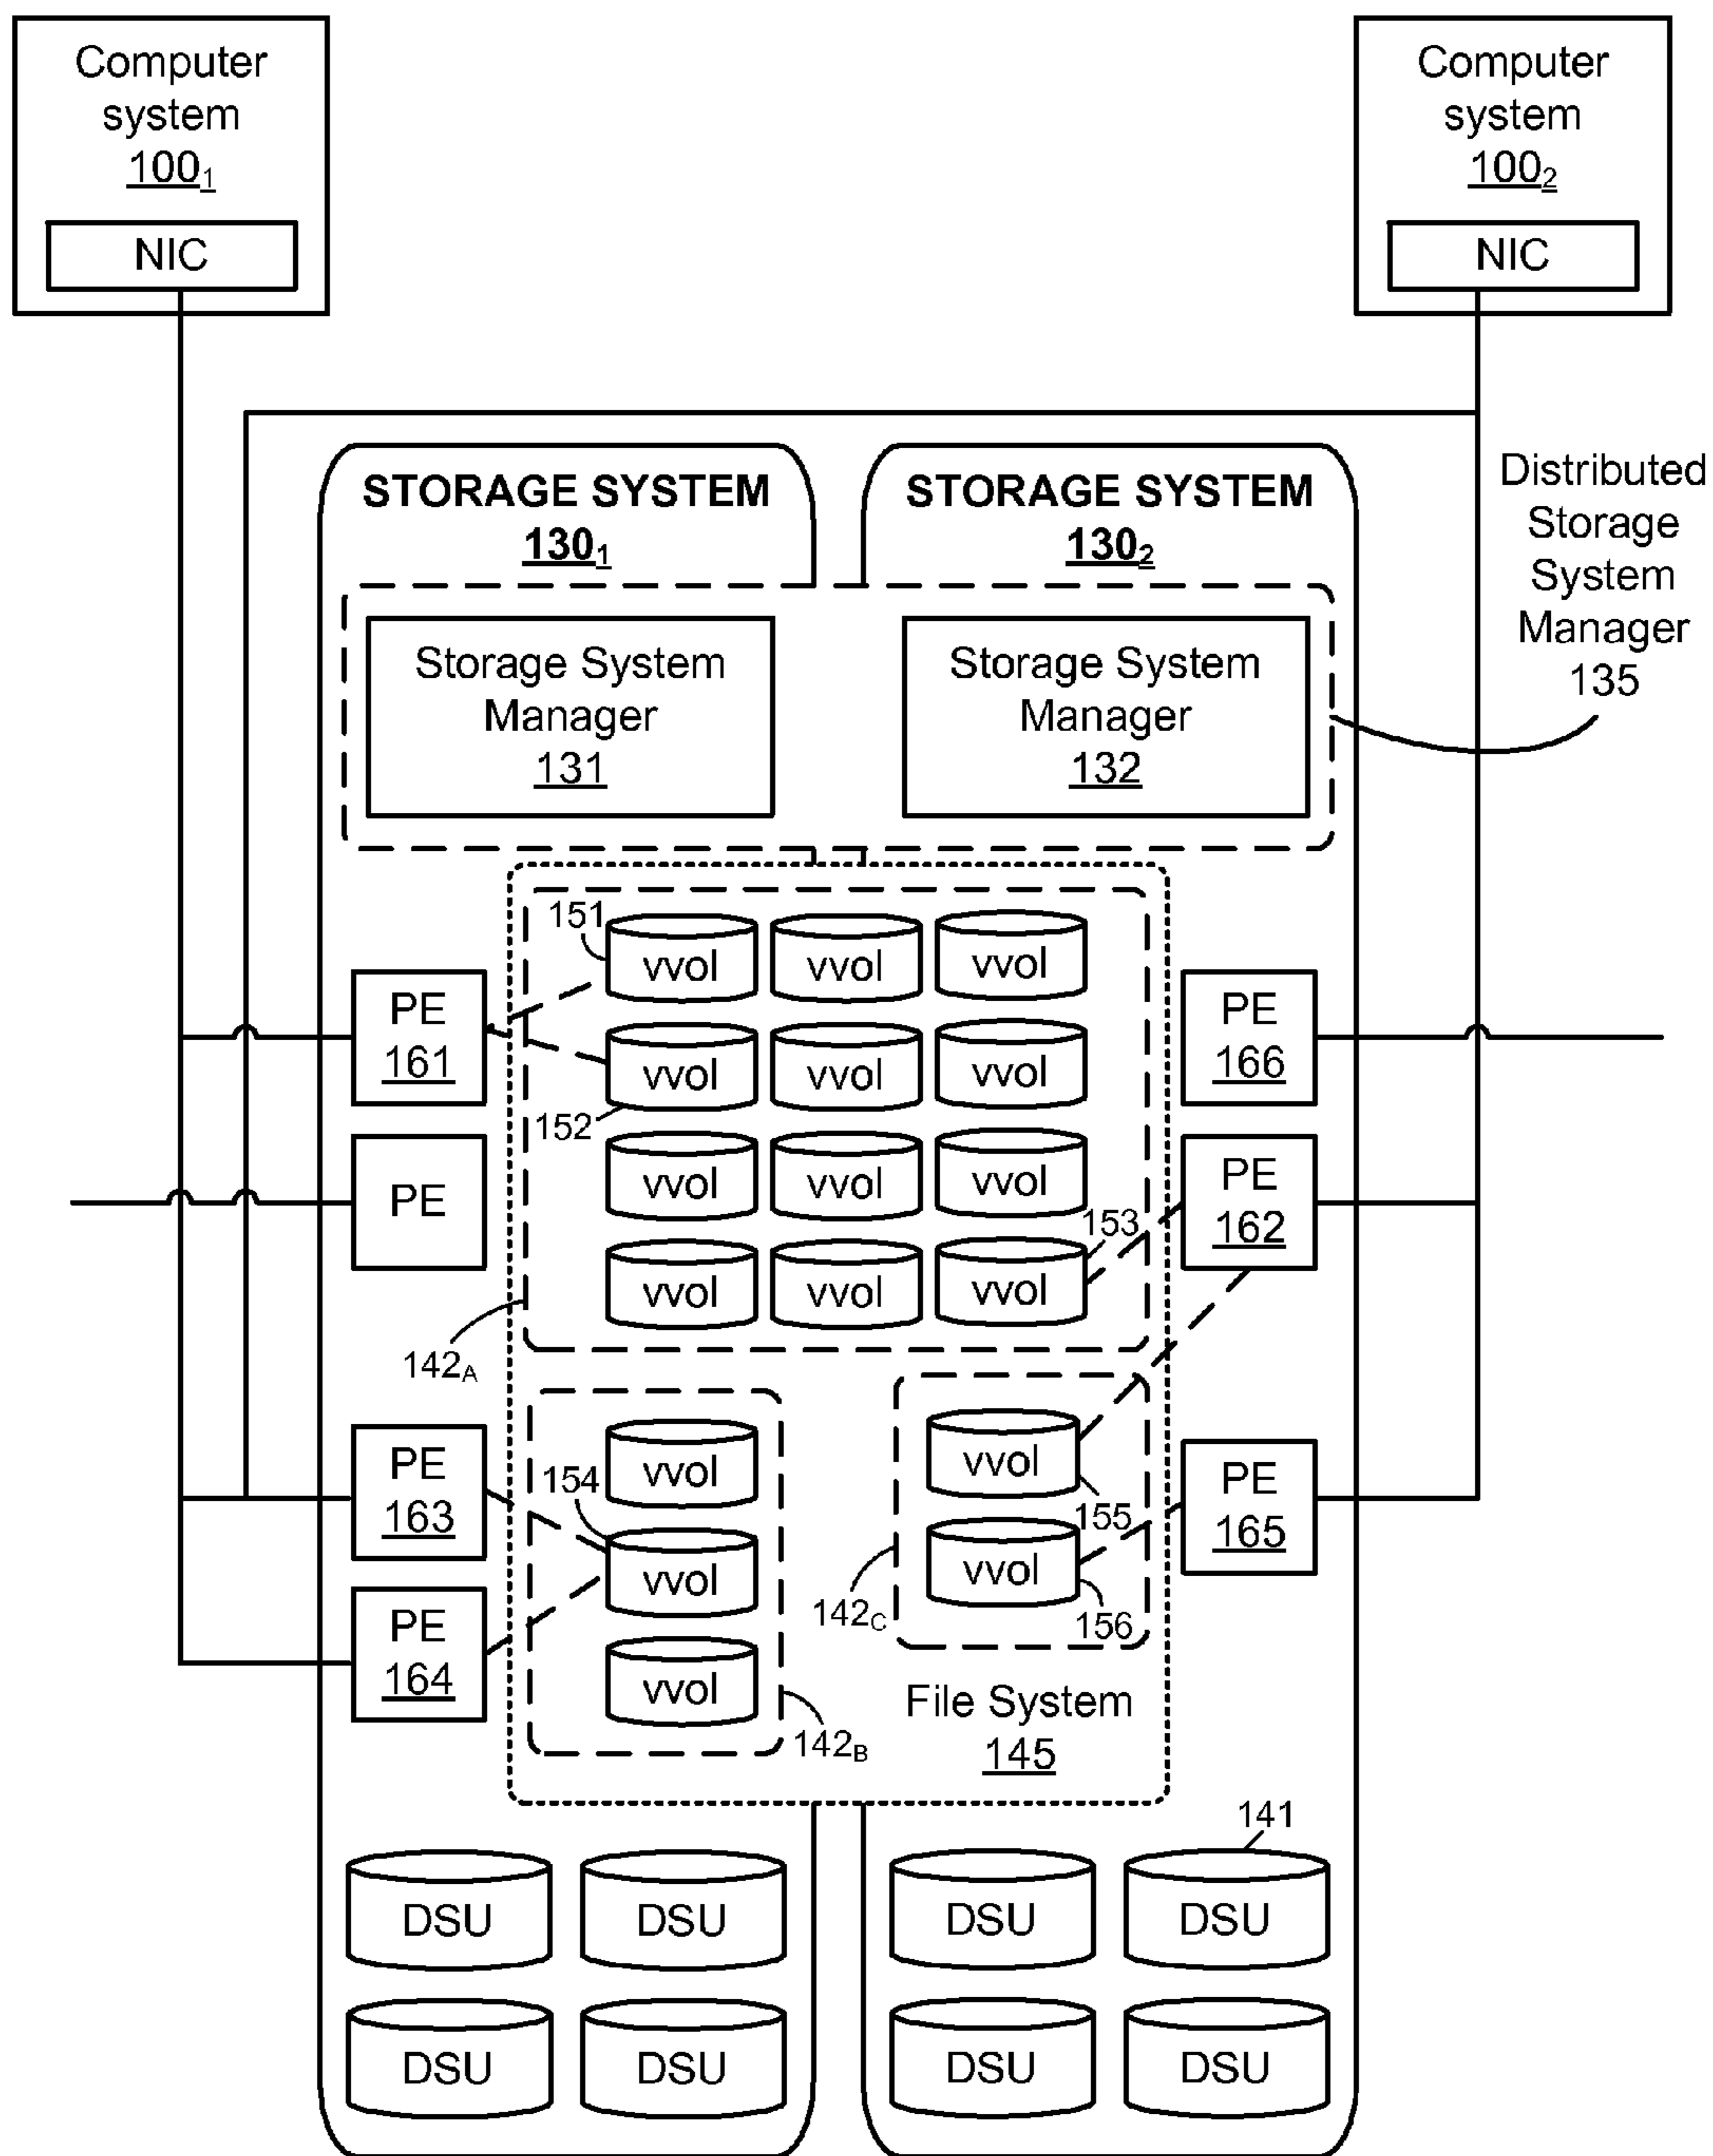 Computer
system
100₁
NIC
Computer
system
100₂
NIC
STORAGE SYSTEM
130₁
STORAGE SYSTEM
130₂
Distributed
Storage
System
Manager
135
Storage System
Manager
131
Storage System
Manager
132
151
vvol vvol vvol
PE
161
PE
166
vvol vvol vvol
152
PE
vvol vvol vvol
PE
162
153
vvol vvol vvol
142A
PE
163
154
vvol
vvol
vvol
142B
PE
164
vvol
155
vvol
156
142C
PE
165
File System
145
141
DSU DSU DSU DSU
DSU DSU DSU DSU